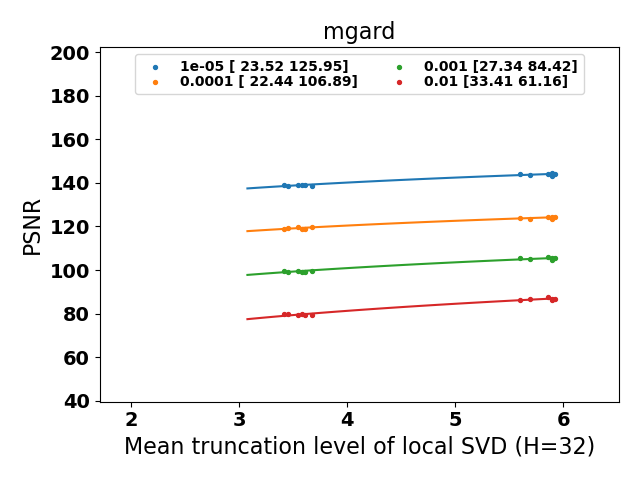 mgard
1e-05 [ 23.52 125.95]
0.0001 [ 22.44 106.89]
0.001 [27.34 84.42]
0.01 [33.41 61.16]
200
180
160
140
120
100
80
60
40
PSNR
2 3 4 5 6
Mean truncation level of local SVD (H=32)